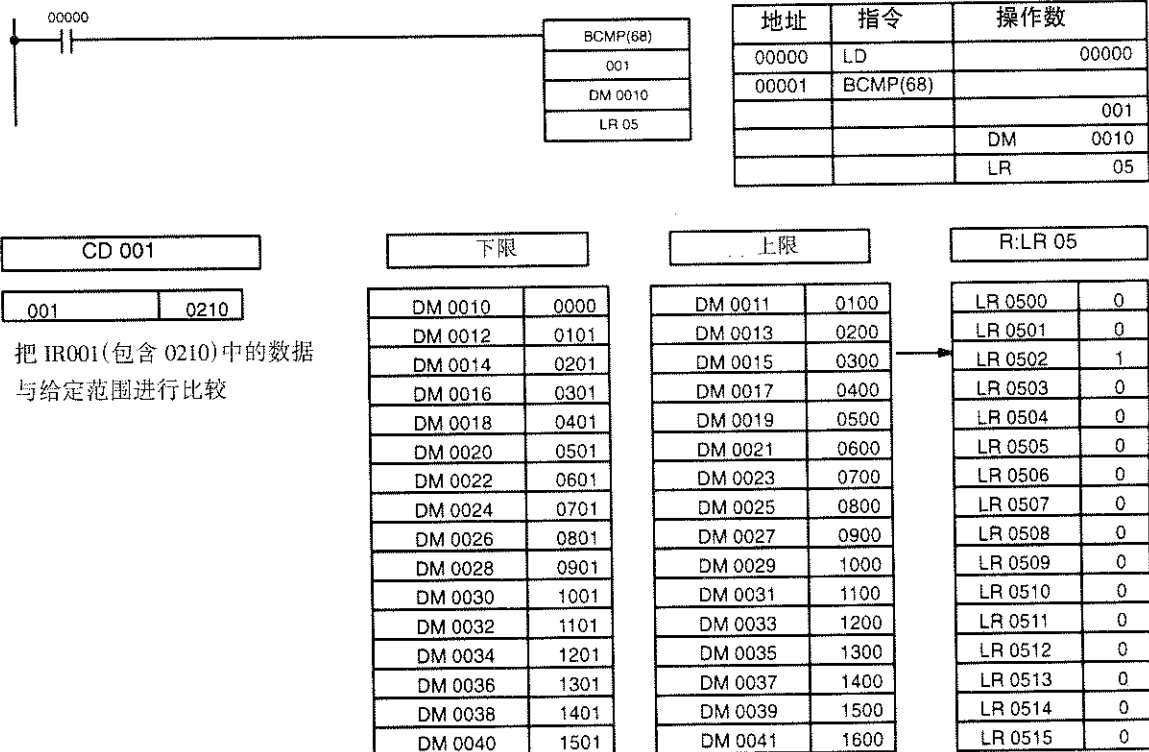 00000
BCMP(68)
001
DM 0010
LR 05
地址 指令 操作数
00000 LD 00000
00001 BCMP(68)
001
DM 0010
LR 05
CD 001
001 0210
把 IR001(包含 0210)中的数据
与给定范围进行比较
下限 上限 R:LR 05
DM 0010 0000 DM 0011 0100 LR 0500 0
DM 0012 0101 DM 0013 0200 LR 0501 0
DM 0014 0201 DM 0015 0300 LR 0502 1
DM 0016 0301 DM 0017 0400 LR 0503 0
DM 0018 0401 DM 0019 0500 LR 0504 0
DM 0020 0501 DM 0021 0600 LR 0505 0
DM 0022 0601 DM 0023 0700 LR 0506 0
DM 0024 0701 DM 0025 0800 LR 0507 0
DM 0026 0801 DM 0027 0900 LR 0508 0
DM 0028 0901 DM 0029 1000 LR 0509 0
DM 0030 1001 DM 0031 1100 LR 0510 0
DM 0032 1101 DM 0033 1200 LR 0511 0
DM 0034 1201 DM 0035 1300 LR 0512 0
DM 0036 1301 DM 0037 1400 LR 0513 0
DM 0038 1401 DM 0039 1500 LR 0514 0
DM 0040 1501 DM 0041 1600 LR 0515 0